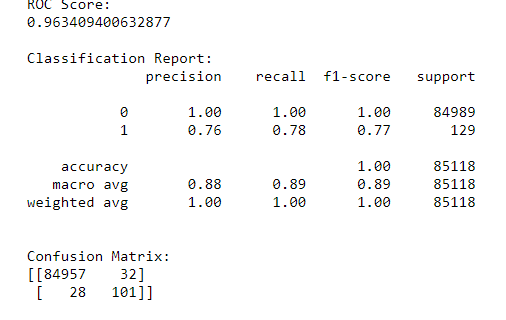 ROC Score:
0.963409400632877
Classification Report:
precision recall f1-score support
0 1.00 1.00 1.00 84989
1 0.76 0.78 0.77 129
accuracy 1.00 85118
macro avg 0.88 0.89 0.89 85118
weighted avg 1.00 1.00 1.00 85118
Confusion Matrix:
[[84957 32]
[ 28 101]]